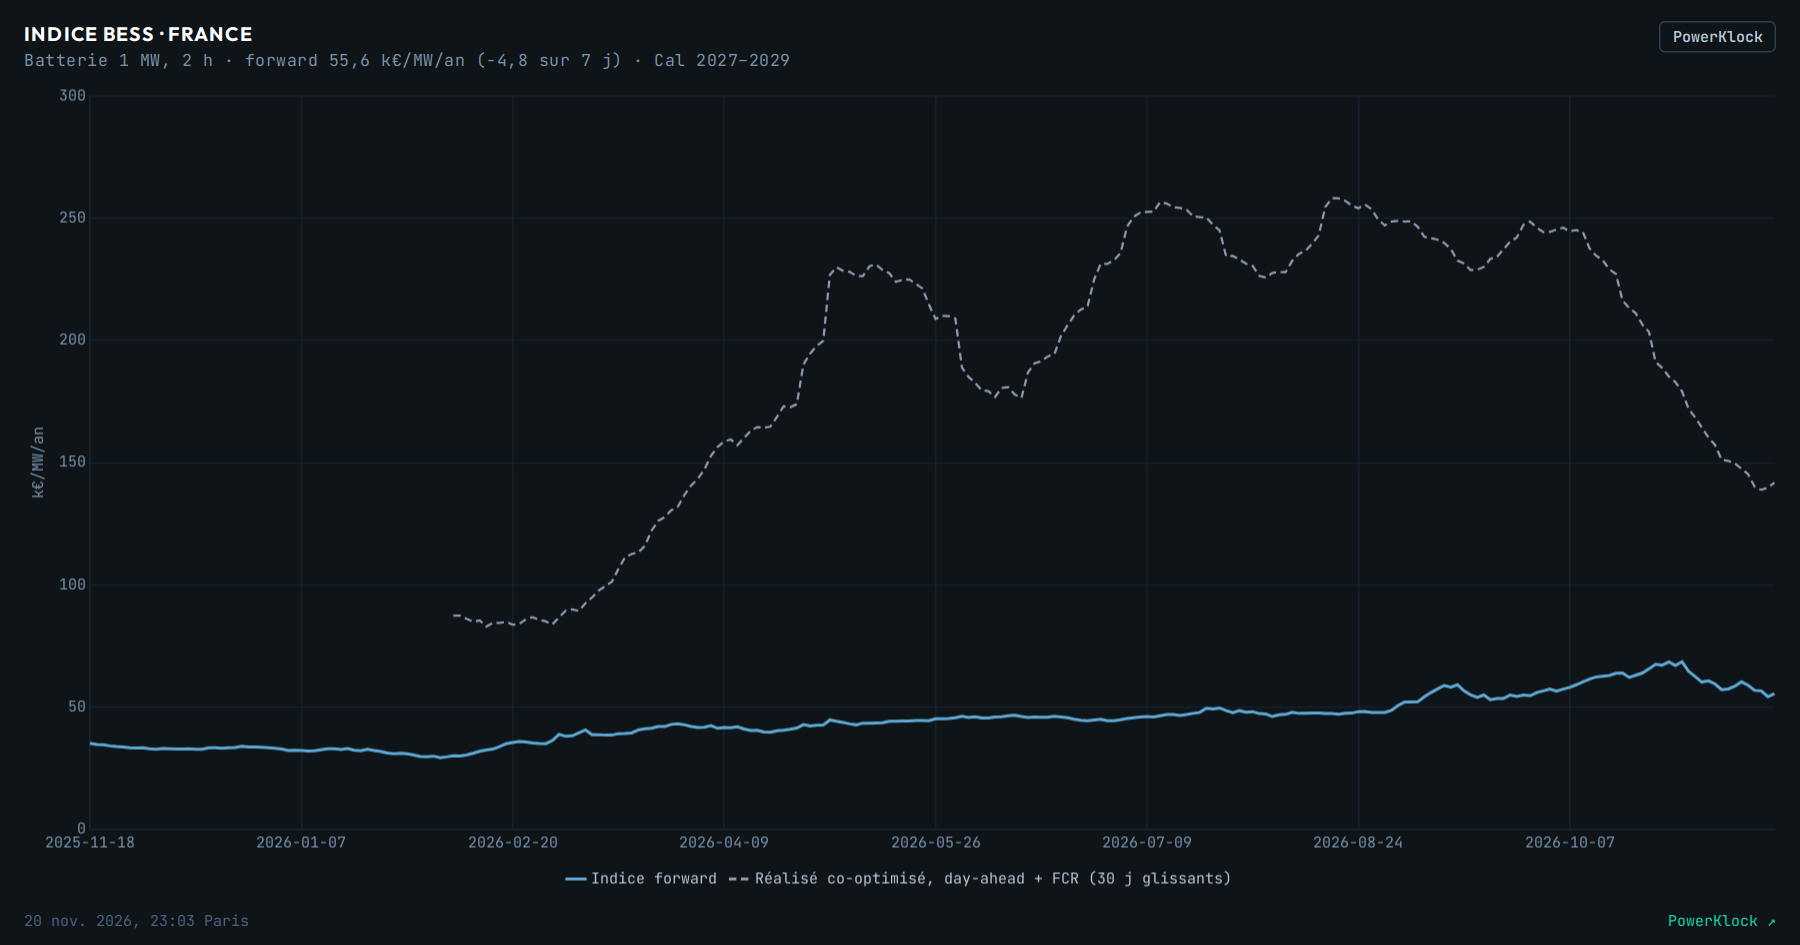 INDICE BESS · FRANCE
PowerKlock
Batterie 1 MW, 2 h · forward 55,6 k€/MW/an (-4,8 sur 7 j) · Cal 2027–2029
300
250
200
150
100
50
0
k€/MW/an
2025-11-18 2026-01-07 2026-02-20 2026-04-09 2026-05-26 2026-07-09 2026-08-24 2026-10-07
Indice forward Réalisé co-optimisé, day-ahead + FCR (30 j glissants)
20 nov. 2026, 23:03 Paris
PowerKlock ↗